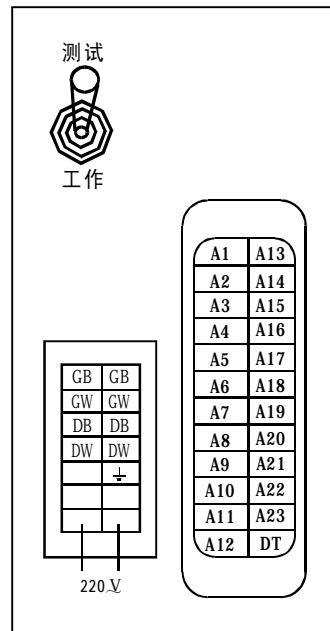 测试
工作
A1 A13
A2 A14
A3 A15
A4 A16
A5 A17
A6 A18
A7 A19
A8 A20
A9 A21
A10 A22
A11 A23
A12 DT
GB GB
GW GW
DB DB
DW DW
220V